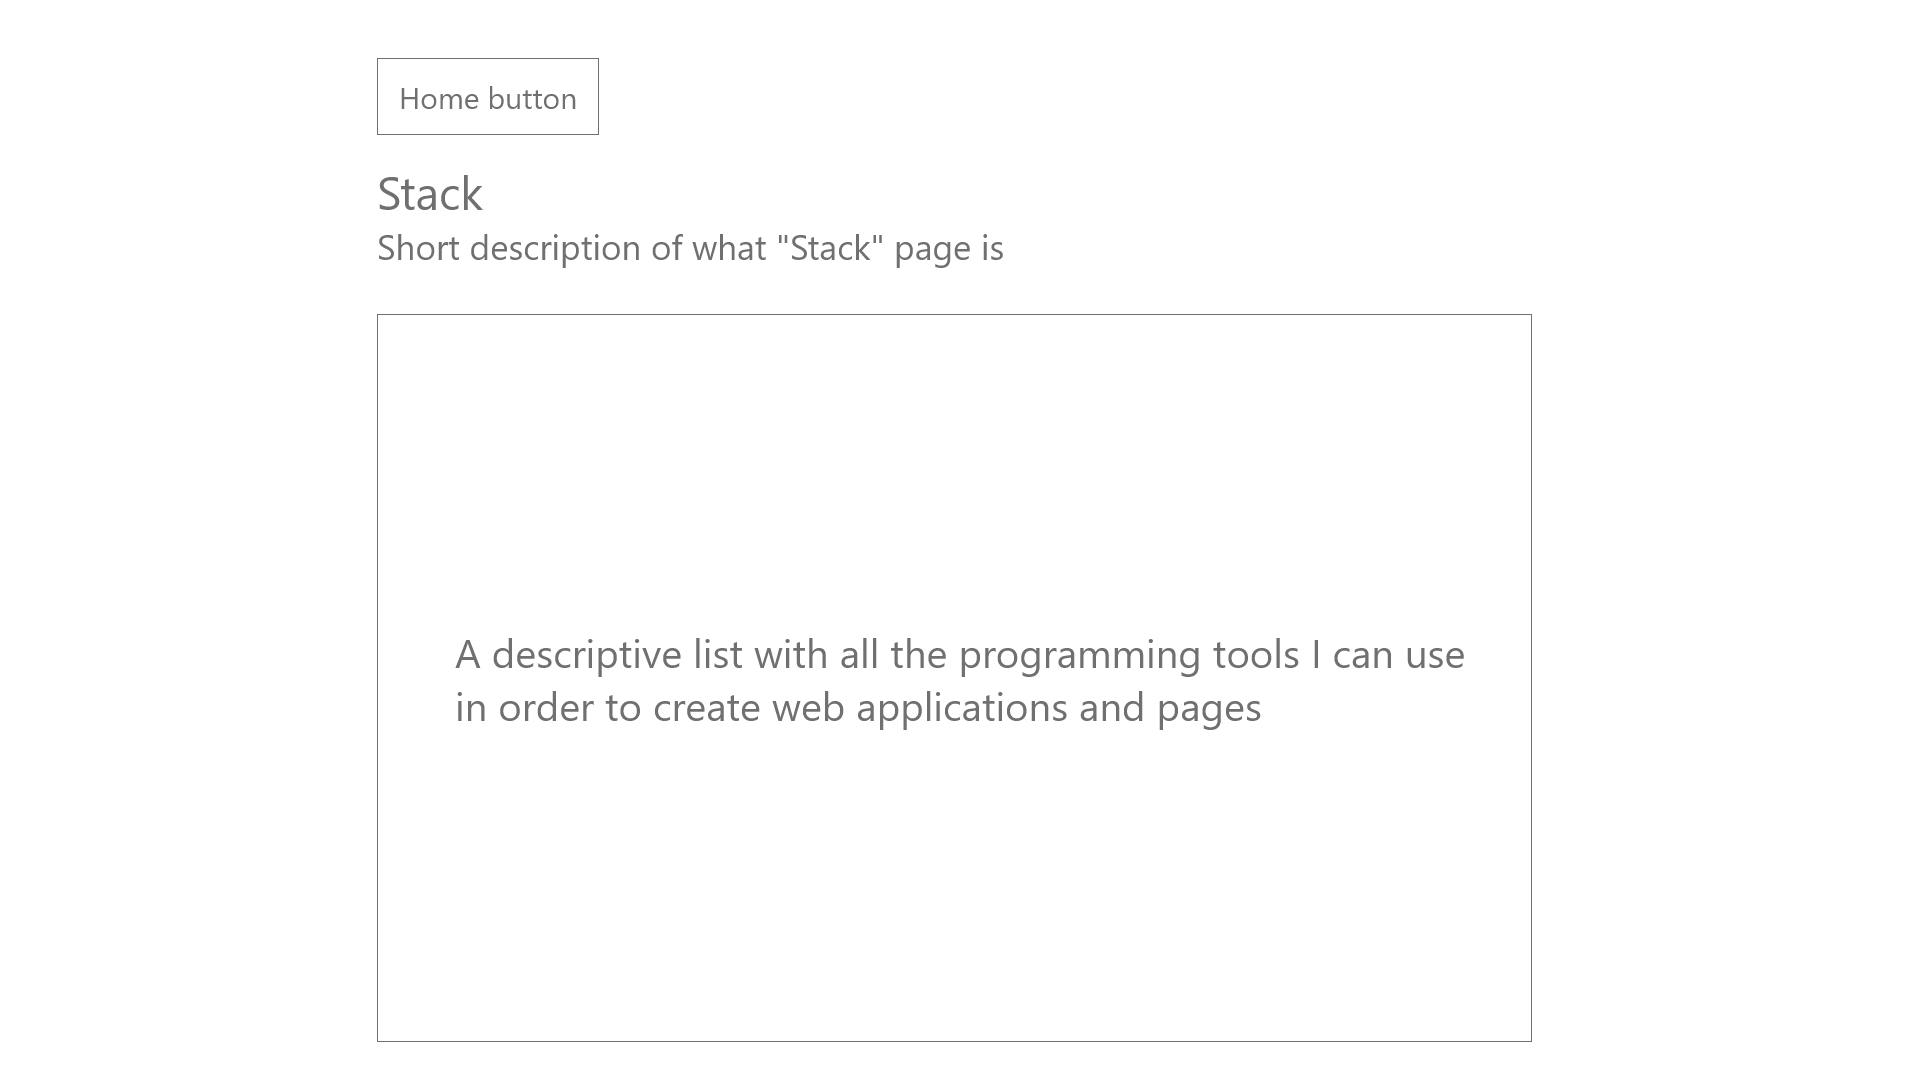 Home button
Stack
Short description of what "Stack" page is
A descriptive list with all the programming tools I can use
in order to create web applications and pages